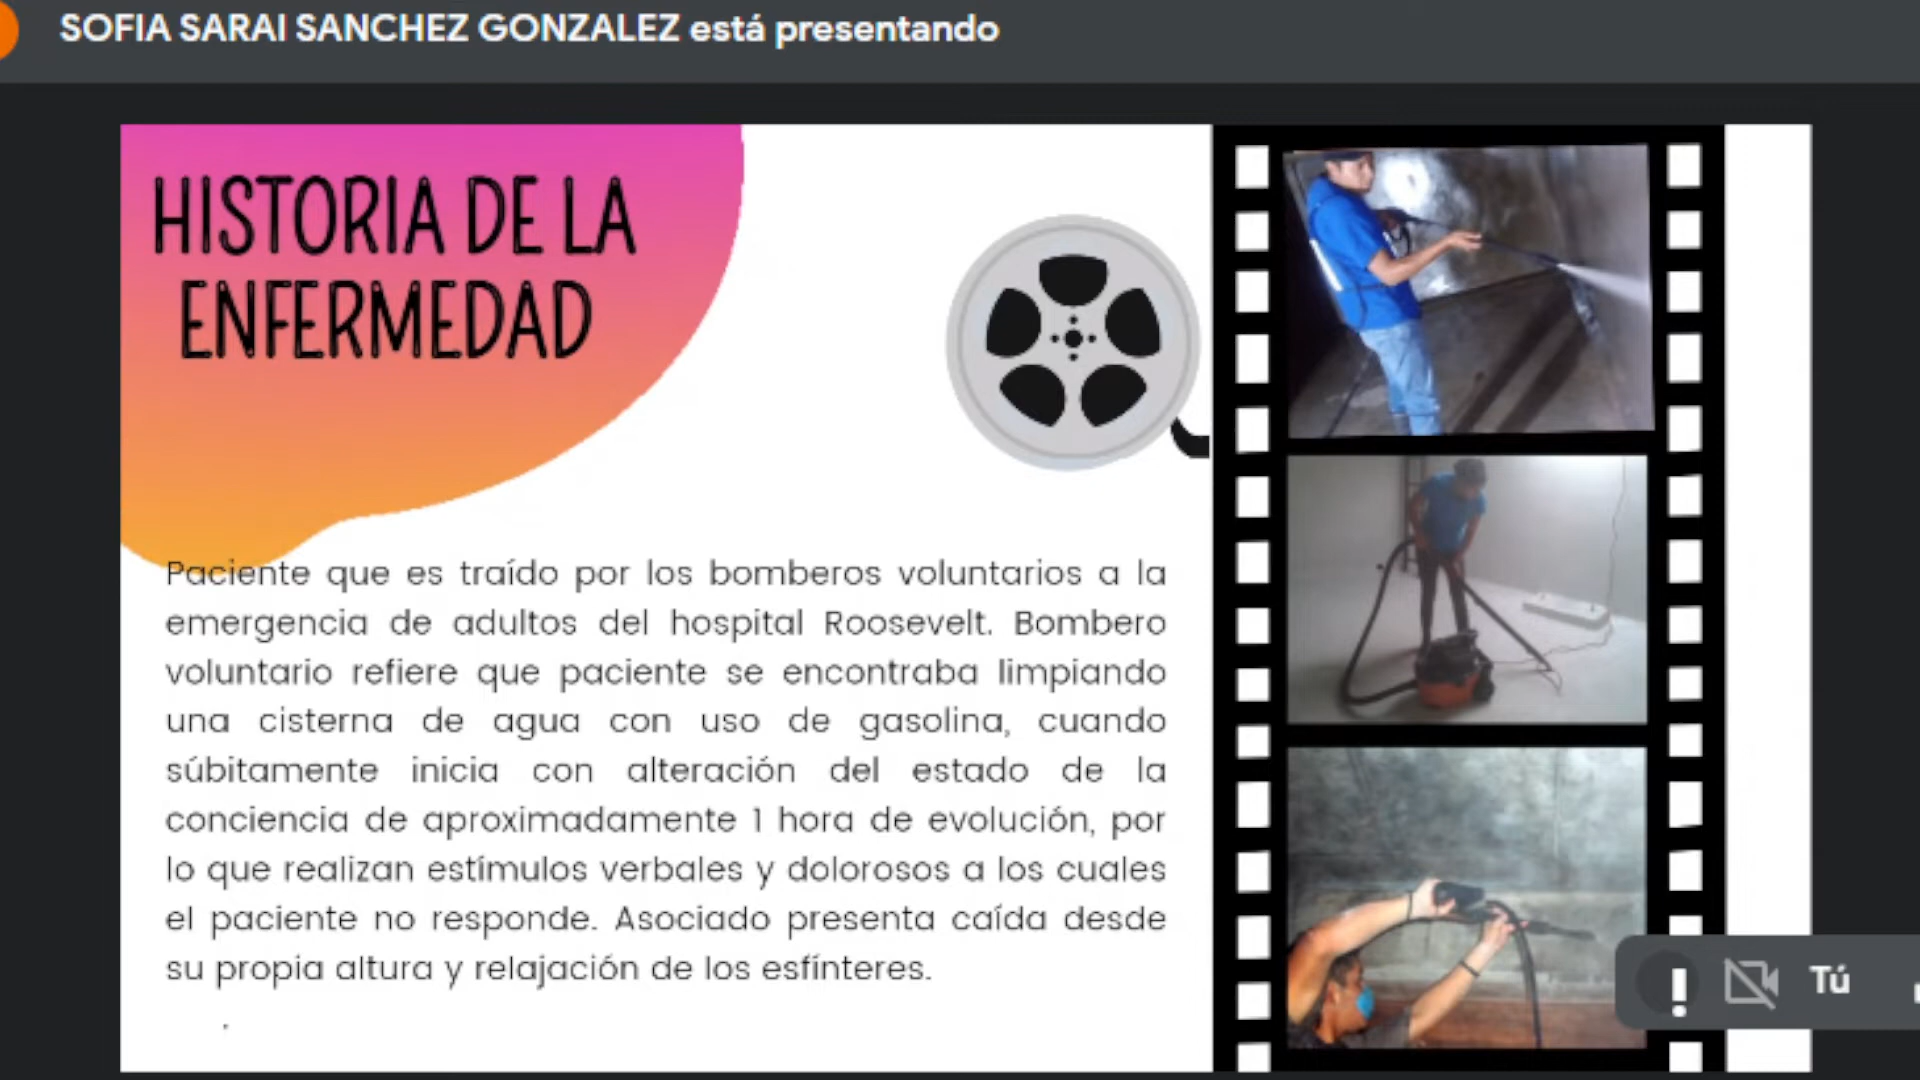 SOFIA SARAI SANCHEZ GONZALEZ está presentando
HISTORIA DE LA
ENFERMEDAD
Paciente que es traído por los bomberos voluntarios a la
emergencia de adultos del hospital Roosevelt. Bombero
voluntario refiere que paciente se encontraba limpiando
una cisterna de agua con uso de gasolina, cuando
súbitamente inicia con alteración del estado de la
conciencia de aproximadamente 1 hora de evolución, por
lo que realizan estímulos verbales y dolorosos a los cuales
el paciente no responde. Asociado presenta caída desde
su propia altura y relajación de los esfínteres.
Tú